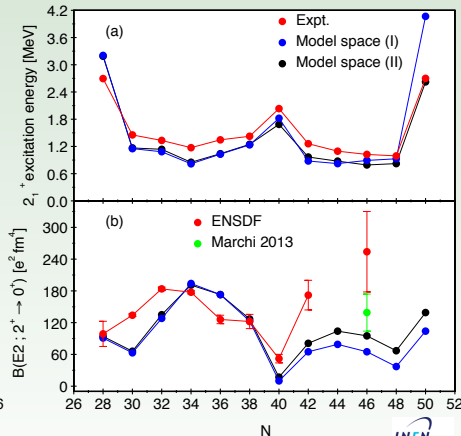 4.2
3.6
3.0
2.4
1.8
1.2
0.6
0.0
2₁⁺ excitation energy [MeV]
(a)
Expt.
Model space (I)
Model space (II)
300
240
180
120
60
0
B(E2 ; 2⁺ → 0⁺) [e² fm⁴]
(b)
ENSDF
Marchi 2013
6
26 28 30 32 34 36 38 40 42 44 46 48 50 52
N
INFN